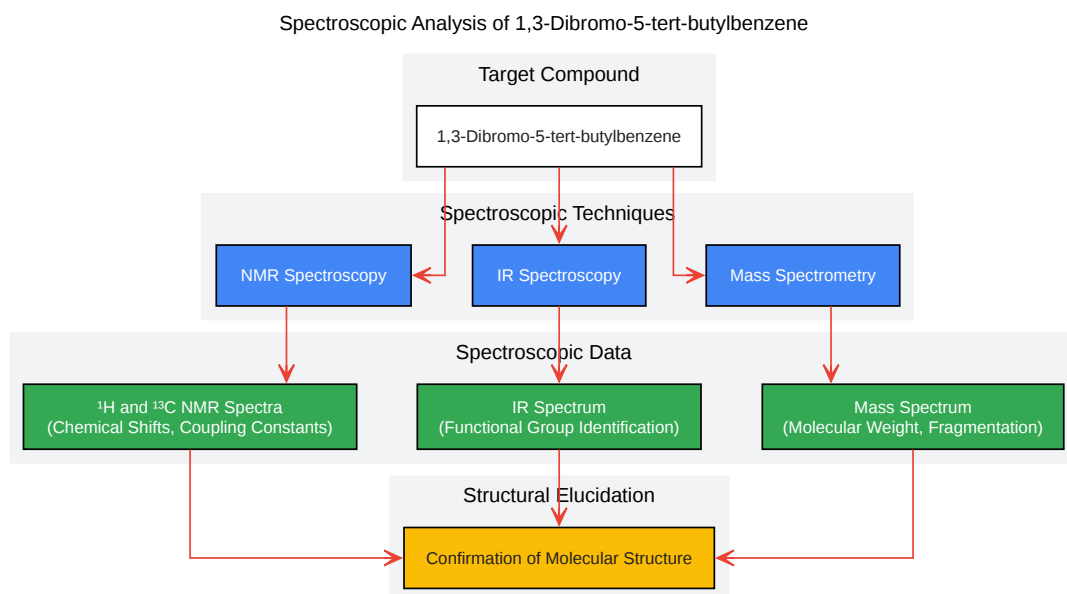 Spectroscopic Analysis of 1,3-Dibromo-5-tert-butylbenzene
Target Compound
1,3-Dibromo-5-tert-butylbenzene
Spectroscopic Techniques
NMR Spectroscopy
IR Spectroscopy
Mass Spectrometry
Spectroscopic Data
¹H and ¹³C NMR Spectra
(Chemical Shifts, Coupling Constants)
IR Spectrum
(Functional Group Identification)
Mass Spectrum
(Molecular Weight, Fragmentation)
Structural Elucidation
Confirmation of Molecular Structure